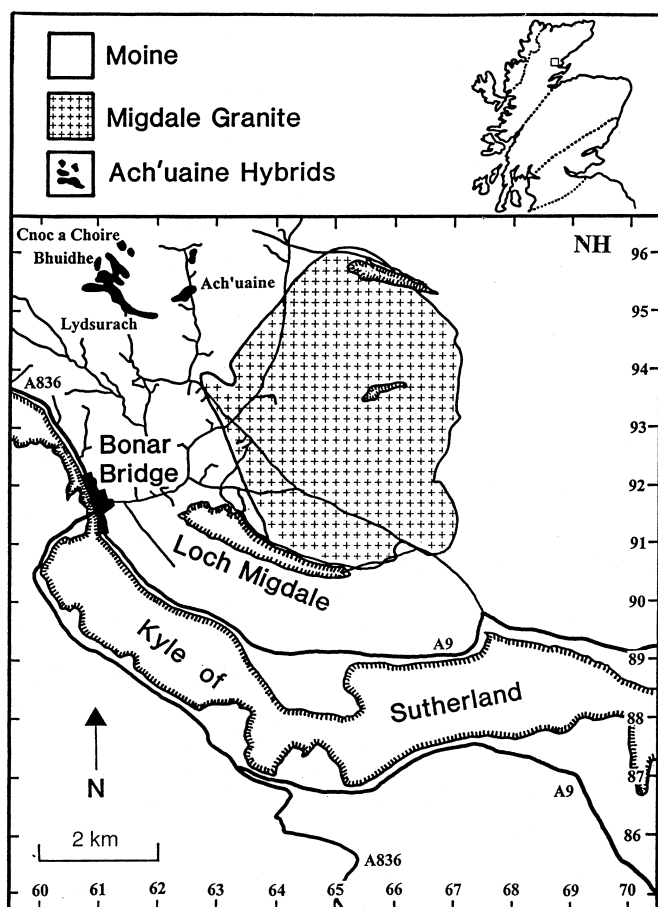 Moine
Migdale Granite
Ach'uaine Hybrids
Cnoc a Choire
Bhuidhe
NH
96
Ach'uaine
95
Lydsurach
94
A836
93
Bonar
Bridge
92
91
Loch Migdale
90
A9
89
Kyle of
Sutherland
88
87
N
A9
86
2 km
A836
60 61 62 63 64 65 66 67 68 69 70